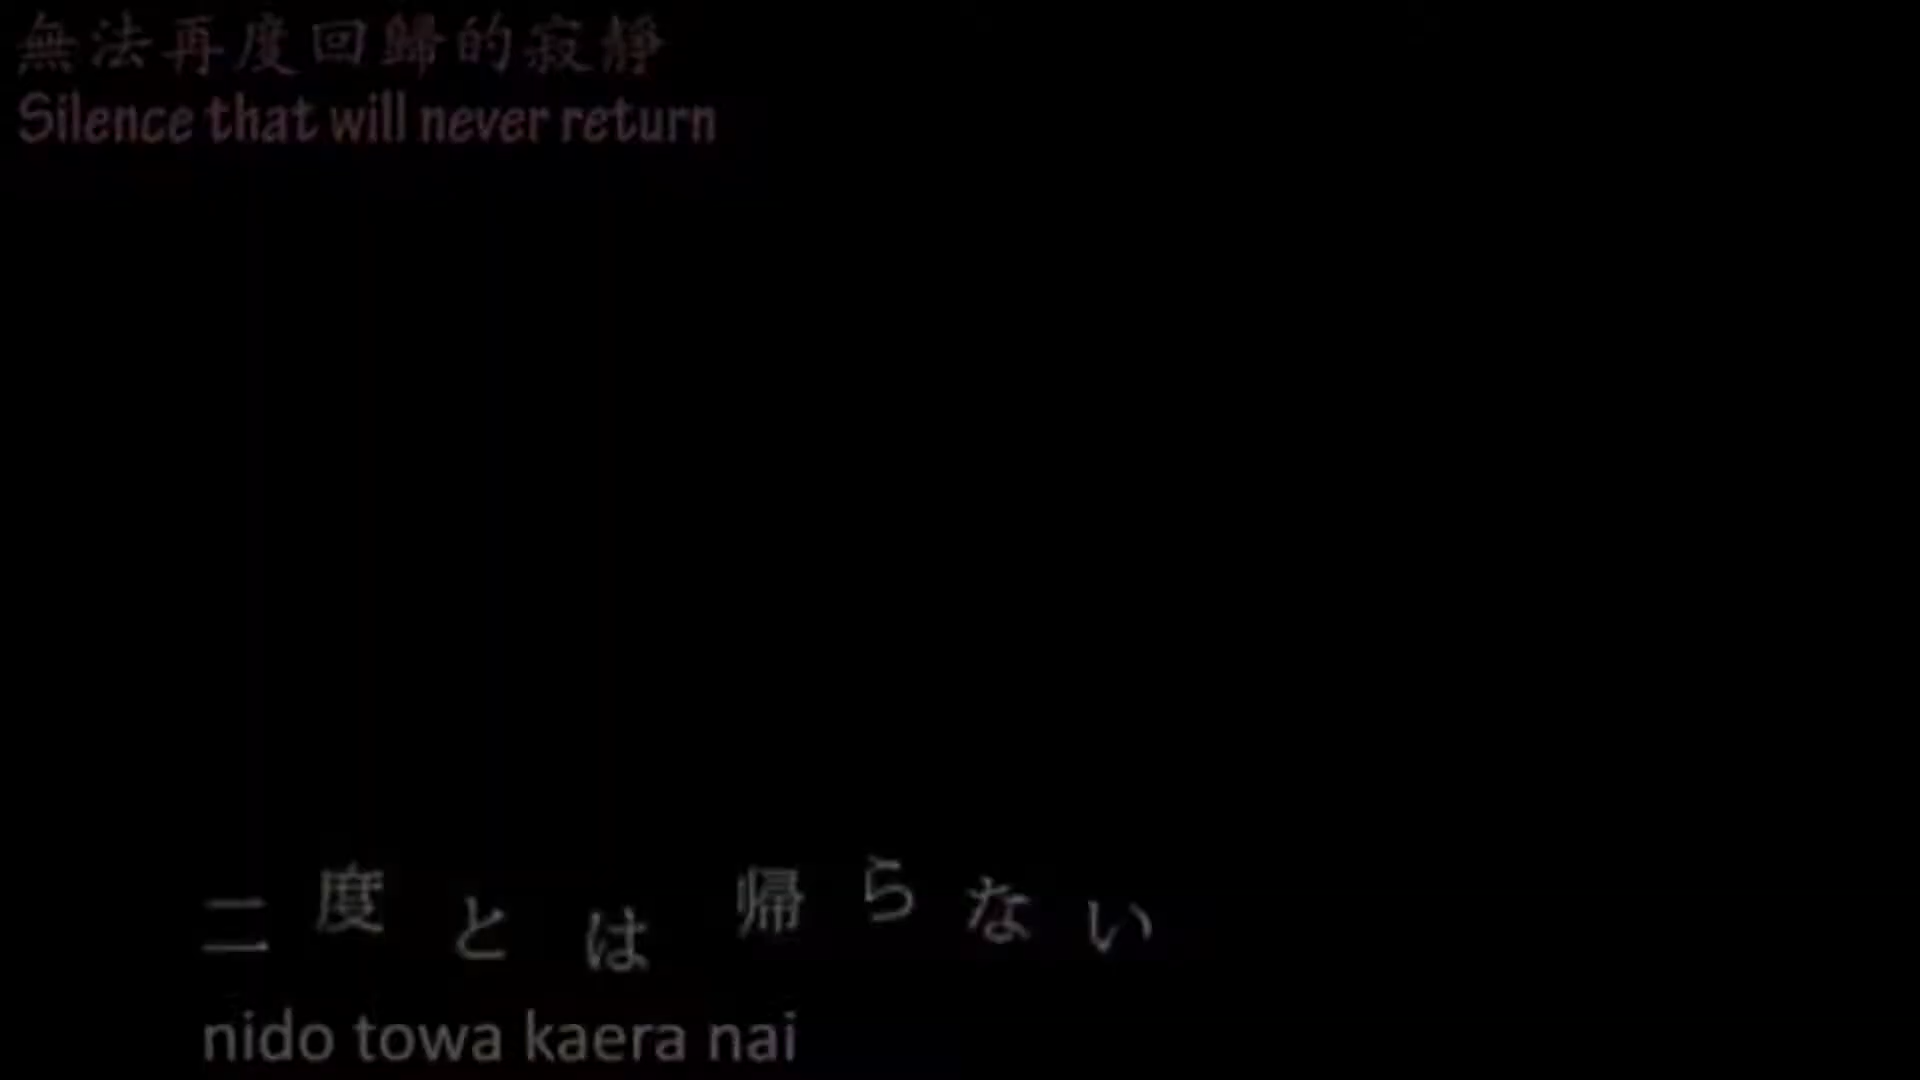 無法再度回歸的寂靜
Silence that will never return
二度とは帰らない
nido towa kaera nai